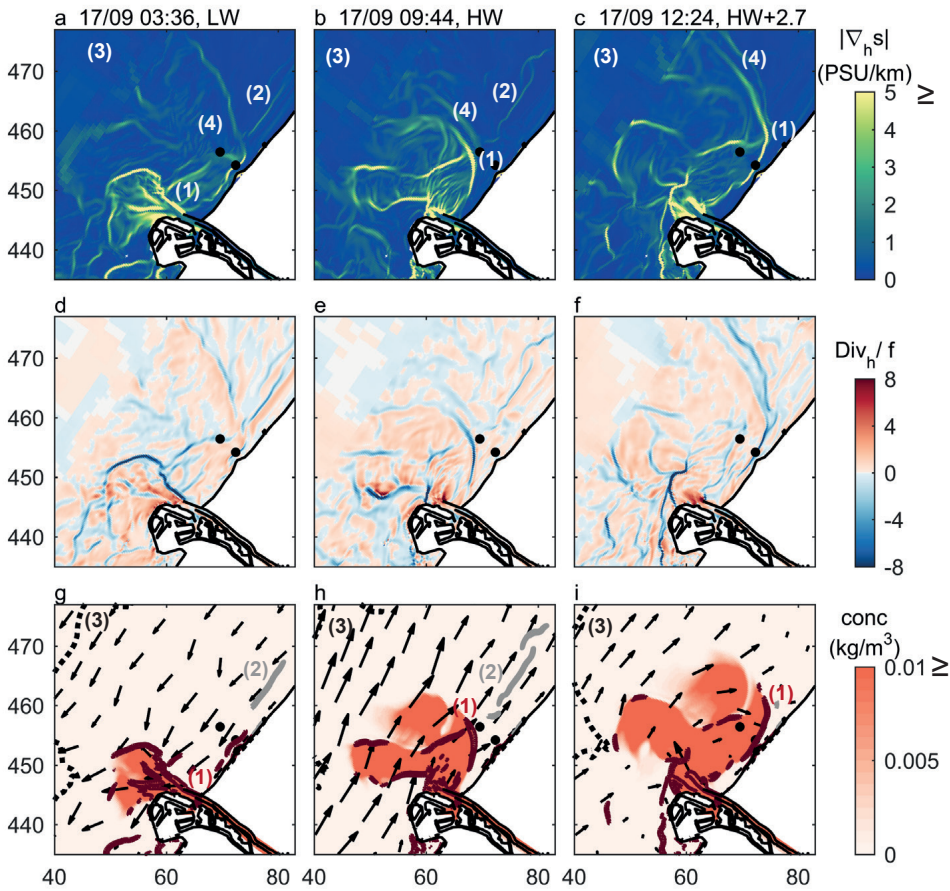 a 17/09 03:36, LW
b 17/09 09:44, HW
c 17/09 12:24, HW+2.7
|∇ₕs|
(PSU/km)
(3)
(2)
(4)
(1)
(3)
(4)
(2)
(1)
(3)
(4)
(1)
470
460
450
440
5
4
3
2
1
0
≥
d
e
f
Divₕ/ f
470
460
450
440
8
4
0
-4
-8
g
h
i
conc
(kg/m³)
(3)
(2)
(1)
(3)
(2)
(1)
(3)
(1)
470
460
450
440
0.01
0.005
0
≥
40 60 80
40 60 80
40 60 80